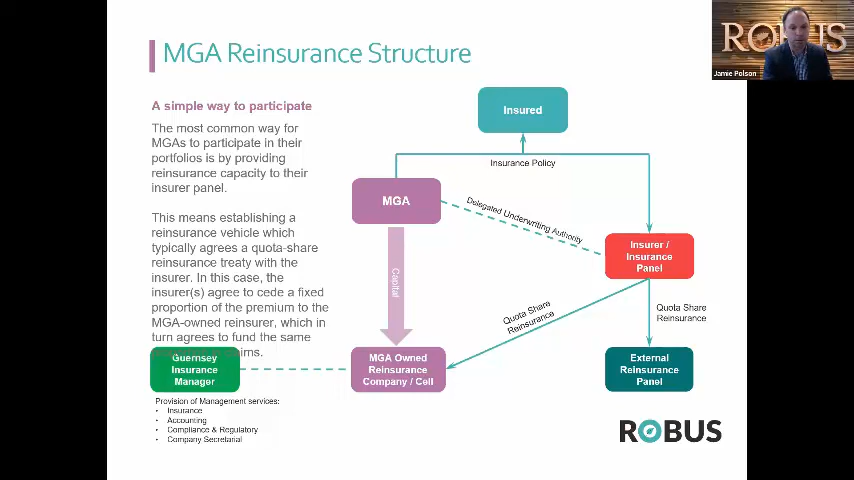 MGA Reinsurance Structure
ROBUS
Jamie Polson
A simple way to participate
The most common way for
MGAs to participate in their
portfolios is by providing
reinsurance capacity to their
insurer panel.
This means establishing a
reinsurance vehicle which
typically agrees a quota-share
reinsurance treaty with the
insurer. In this case, the
insurer(s) agree to cede a fixed
proportion of the premium to the
MGA-owned reinsurer, which in
turn agrees to fund the same
claims.
Insured
Insurance Policy
MGA
Delegated Underwriting Authority
Insurer /
Insurance
Panel
Capital
Quota Share
Reinsurance
Quota Share
Reinsurance
Guernsey
Insurance
Manager
MGA Owned
Reinsurance
Company / Cell
External
Reinsurance
Panel
Provision of Management services:
• Insurance
• Accounting
• Compliance & Regulatory
• Company Secretarial
ROBUS